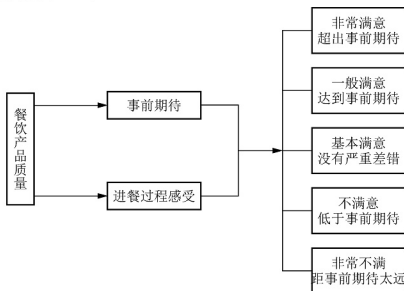 餐饮产品质量
事前期待
进餐过程感受
非常满意
超出事前期待
一般满意
达到事前期待
基本满意
没有严重差错
不满意
低于事前期待
非常不满
距事前期待太远